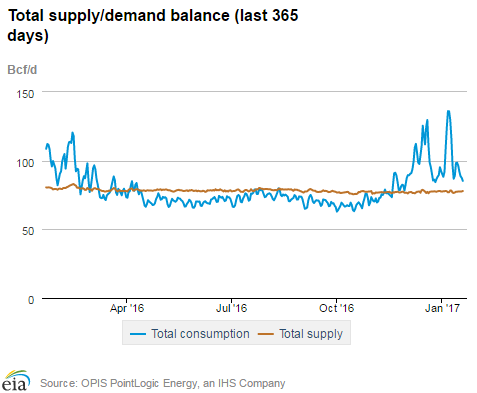 Total supply/demand balance (last 365
days)
Bcf/d
150
100
50
0
Apr '16 Jul '16 Oct '16 Jan '17
Total consumption Total supply
eia Source: OPIS PointLogic Energy, an IHS Company